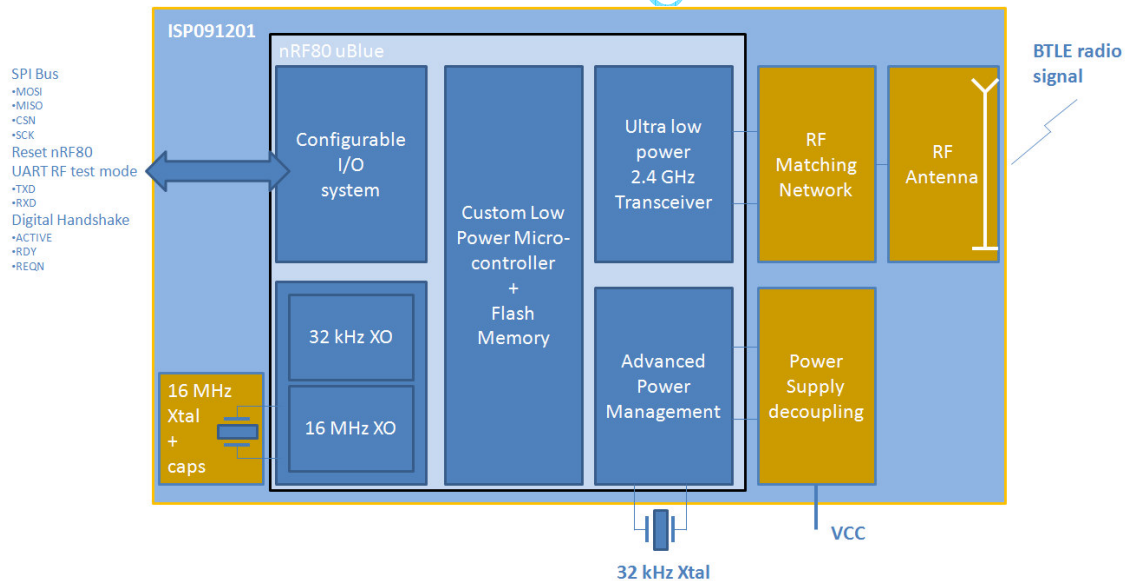 ISP091201
nRF80 uBlue
SPI Bus
•MOSI
•MISO
•CSN
•SCK
Reset nRF80
UART RF test mode
•TXD
•RXD
Digital Handshake
•ACTIVE
•RDY
•REQN
Configurable
I/O
system
32 kHz XO
16 MHz XO
16 MHz
Xtal
+
caps
Custom Low
Power Micro-
controller
+
Flash
Memory
Ultra low
power
2.4 GHz
Transceiver
Advanced
Power
Management
RF
Matching
Network
RF
Antenna
Power
Supply
decoupling
BTLE radio
signal
VCC
32 kHz Xtal